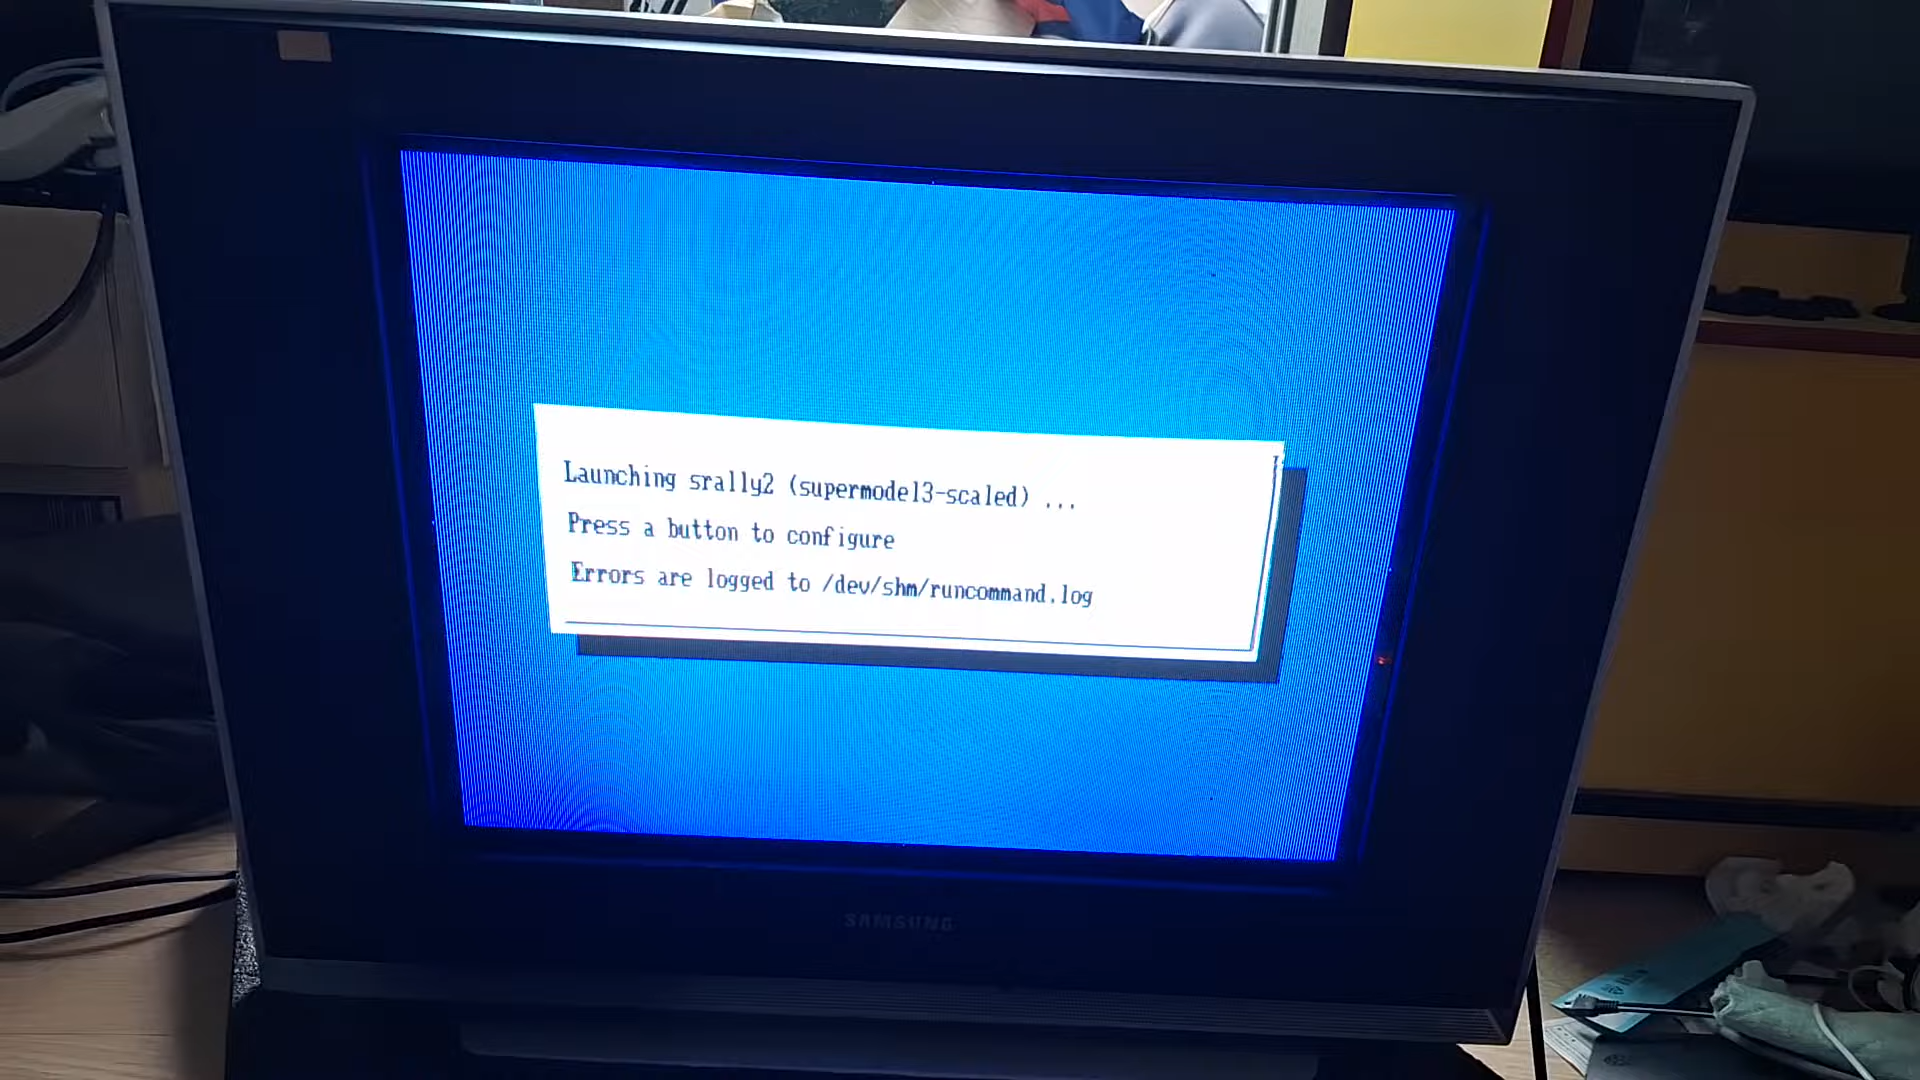 Launching srally2 (supermodel3-scaled) ...
Press a button to configure
Errors are logged to /dev/shm/runcommand.log
SAMSUNG